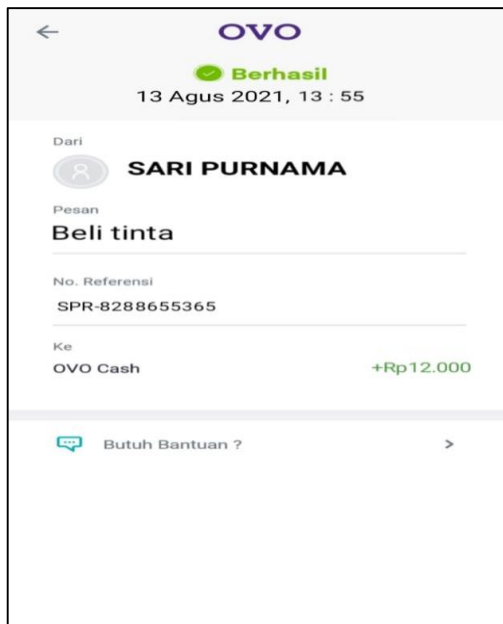 OVO
Berhasil
13 Agus 2021, 13 : 55
Dari
SARI PURNAMA
Pesan
Beli tinta
No. Referensi
SPR-8288655365
Ke
OVO Cash +Rp12.000
Butuh Bantuan ?